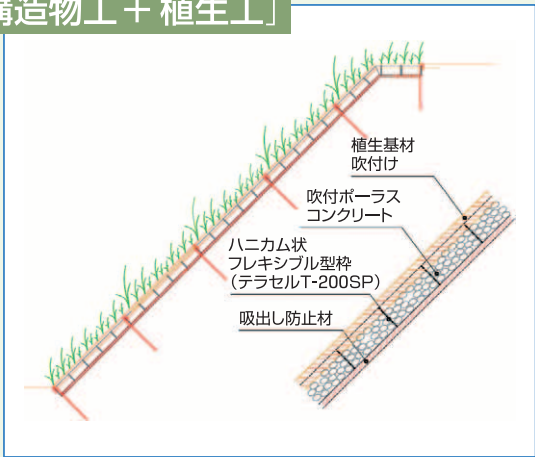 構造物工＋植生工」
植生基材
吹付け
吹付ポーラス
コンクリート
ハニカム状
フレキシブル型枠
（テラセルT-200SP）
吸出し防止材